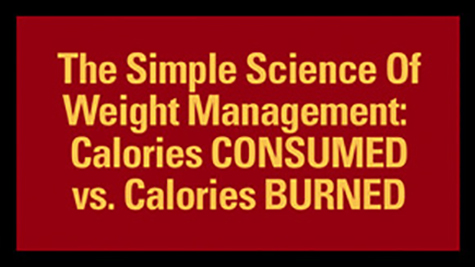 The Simple Science Of
Weight Management:
Calories CONSUMED
vs. Calories BURNED